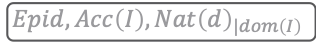 Epid, Acc(I), Nat(d)|dom(I)